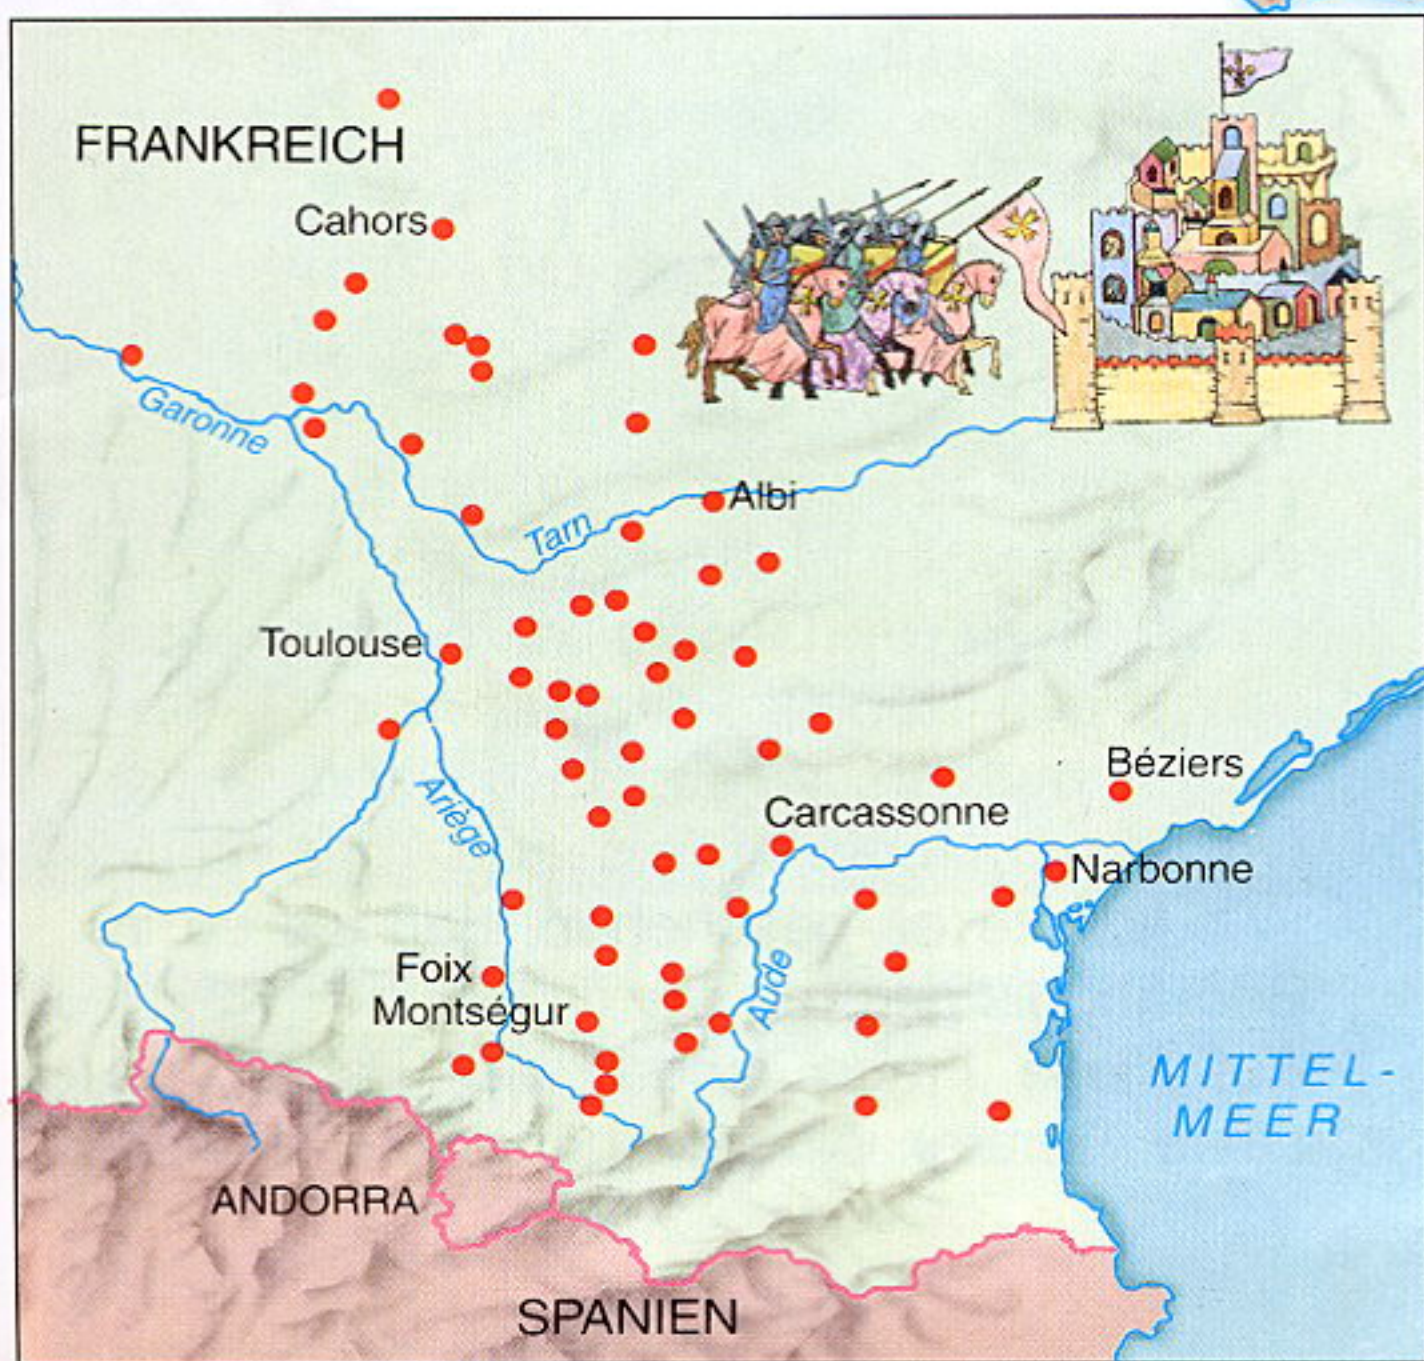 FRANKREICH
Cahors
Garonne
Tarn
Albi
Toulouse
Ariège
Béziers
Carcassonne
Narbonne
Aude
Foix
Montségur
MITTEL-
MEER
ANDORRA
SPANIEN